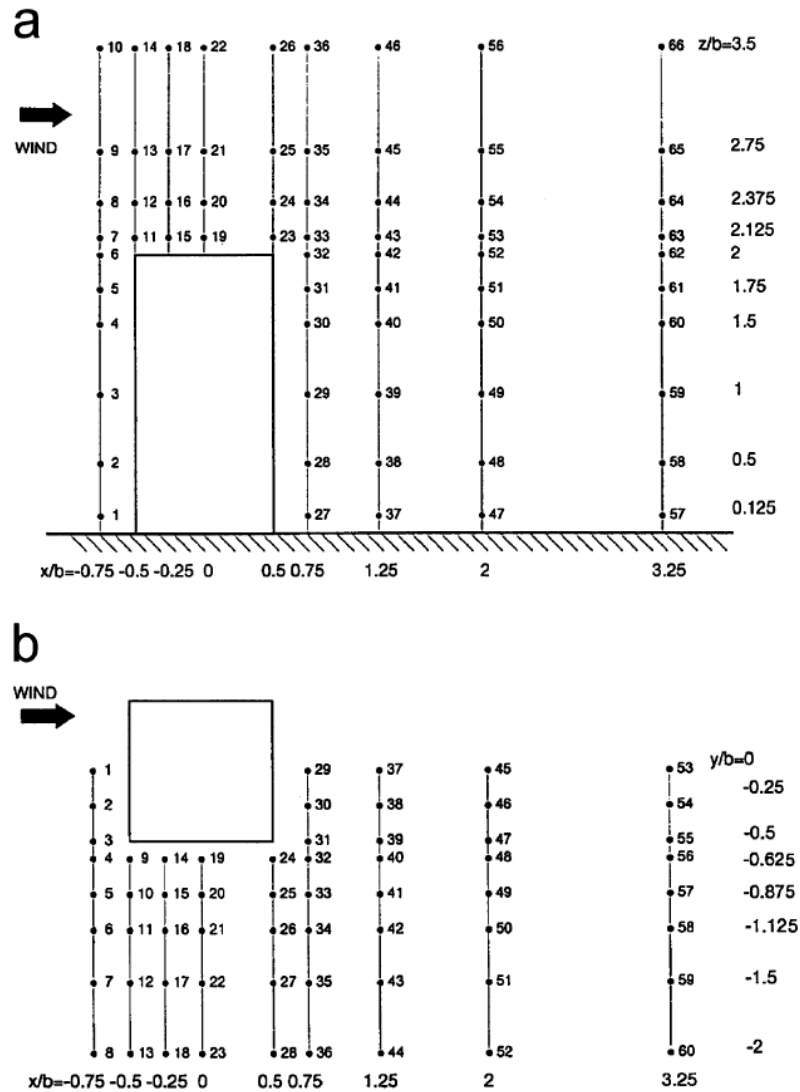 a
10 14 18 22 26 36 46 56 66 z/b=3.5
WIND
9 13 17 21 25 35 45 55 65 2.75
8 12 16 20 24 34 44 54 64 2.375
7 11 15 19 23 33 43 53 63 2.125
6 32 42 52 62 2
5 31 41 51 61 1.75
4 30 40 50 60 1.5
3 29 39 49 59 1
2 28 38 48 58 0.5
1 27 37 47 57 0.125
x/b=-0.75 -0.5 -0.25 0 0.5 0.75 1.25 2 3.25
b
WIND
1 29 37 45 53 y/b=0
2 30 38 46 54 -0.25
3 31 39 47 55 -0.5
4 9 14 19 24 32 40 48 56 -0.625
5 10 15 20 25 33 41 49 57 -0.875
6 11 16 21 26 34 42 50 58 -1.125
7 12 17 22 27 35 43 51 59 -1.5
8 13 18 23 28 36 44 52 60 -2
x/b=-0.75 -0.5 -0.25 0 0.5 0.75 1.25 2 3.25